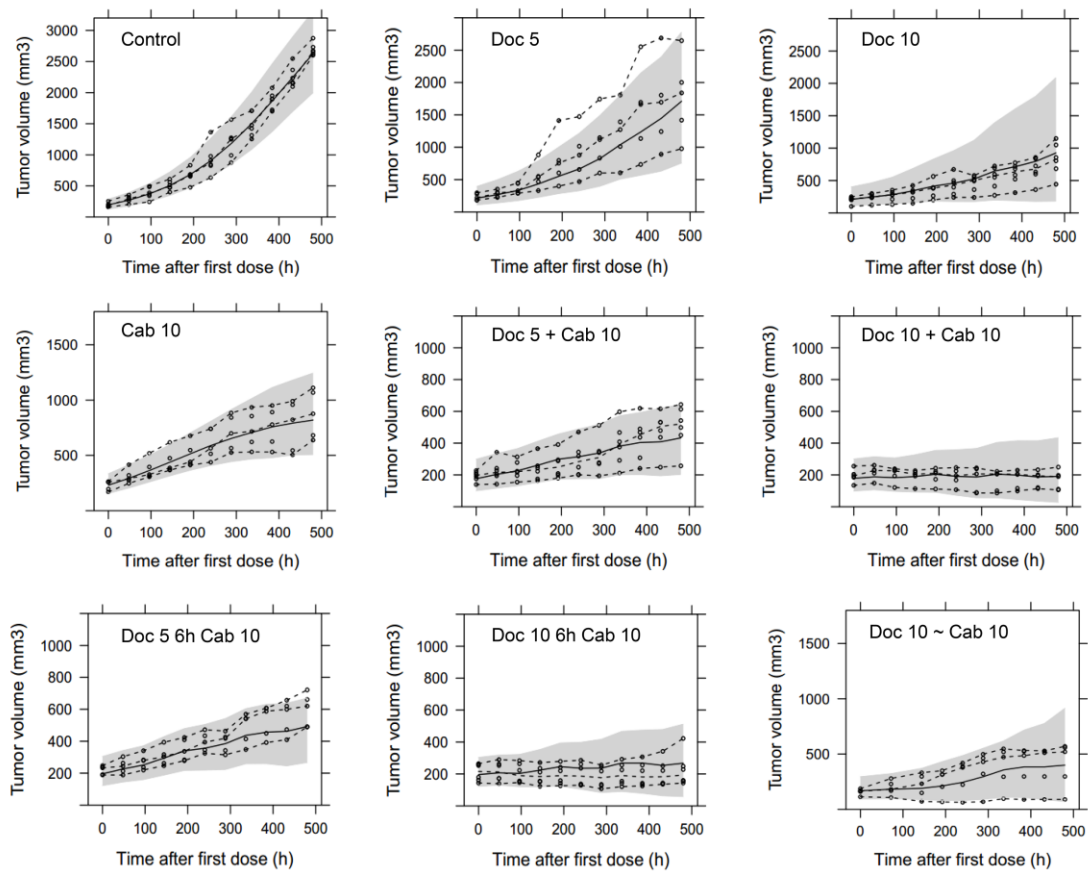 Control
Tumor volume (mm3)
3000
2500
2000
1500
1000
500
0 100 200 300 400 500
Time after first dose (h)
Doc 5
Tumor volume (mm3)
2500
2000
1500
1000
500
0 100 200 300 400 500
Time after first dose (h)
Doc 10
Tumor volume (mm3)
2500
2000
1500
1000
500
0 100 200 300 400 500
Time after first dose (h)
Cab 10
Tumor volume (mm3)
1500
1000
500
0 100 200 300 400 500
Time after first dose (h)
Doc 5 + Cab 10
Tumor volume (mm3)
1000
800
600
400
200
0 100 200 300 400 500
Time after first dose (h)
Doc 10 + Cab 10
Tumor volume (mm3)
1000
800
600
400
200
0 100 200 300 400 500
Time after first dose (h)
Doc 5 6h Cab 10
Tumor volume (mm3)
1000
800
600
400
200
0 100 200 300 400 500
Time after first dose (h)
Doc 10 6h Cab 10
Tumor volume (mm3)
1000
800
600
400
200
0 100 200 300 400 500
Time after first dose (h)
Doc 10 ~ Cab 10
Tumor volume (mm3)
1500
1000
500
0 100 200 300 400 500
Time after first dose (h)